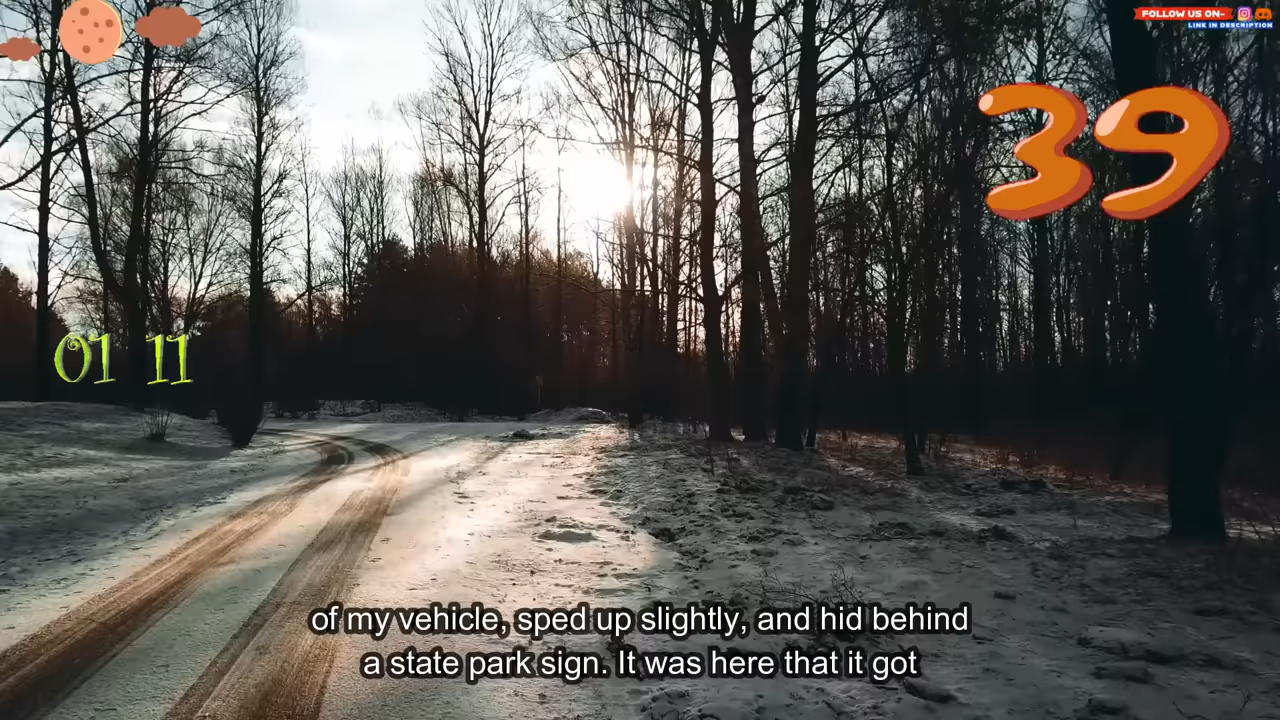 FOLLOW US ON-
LINK IN DESCRIPTION
39
01 11
of my vehicle, sped up slightly, and hid behind
a state park sign. It was here that it got